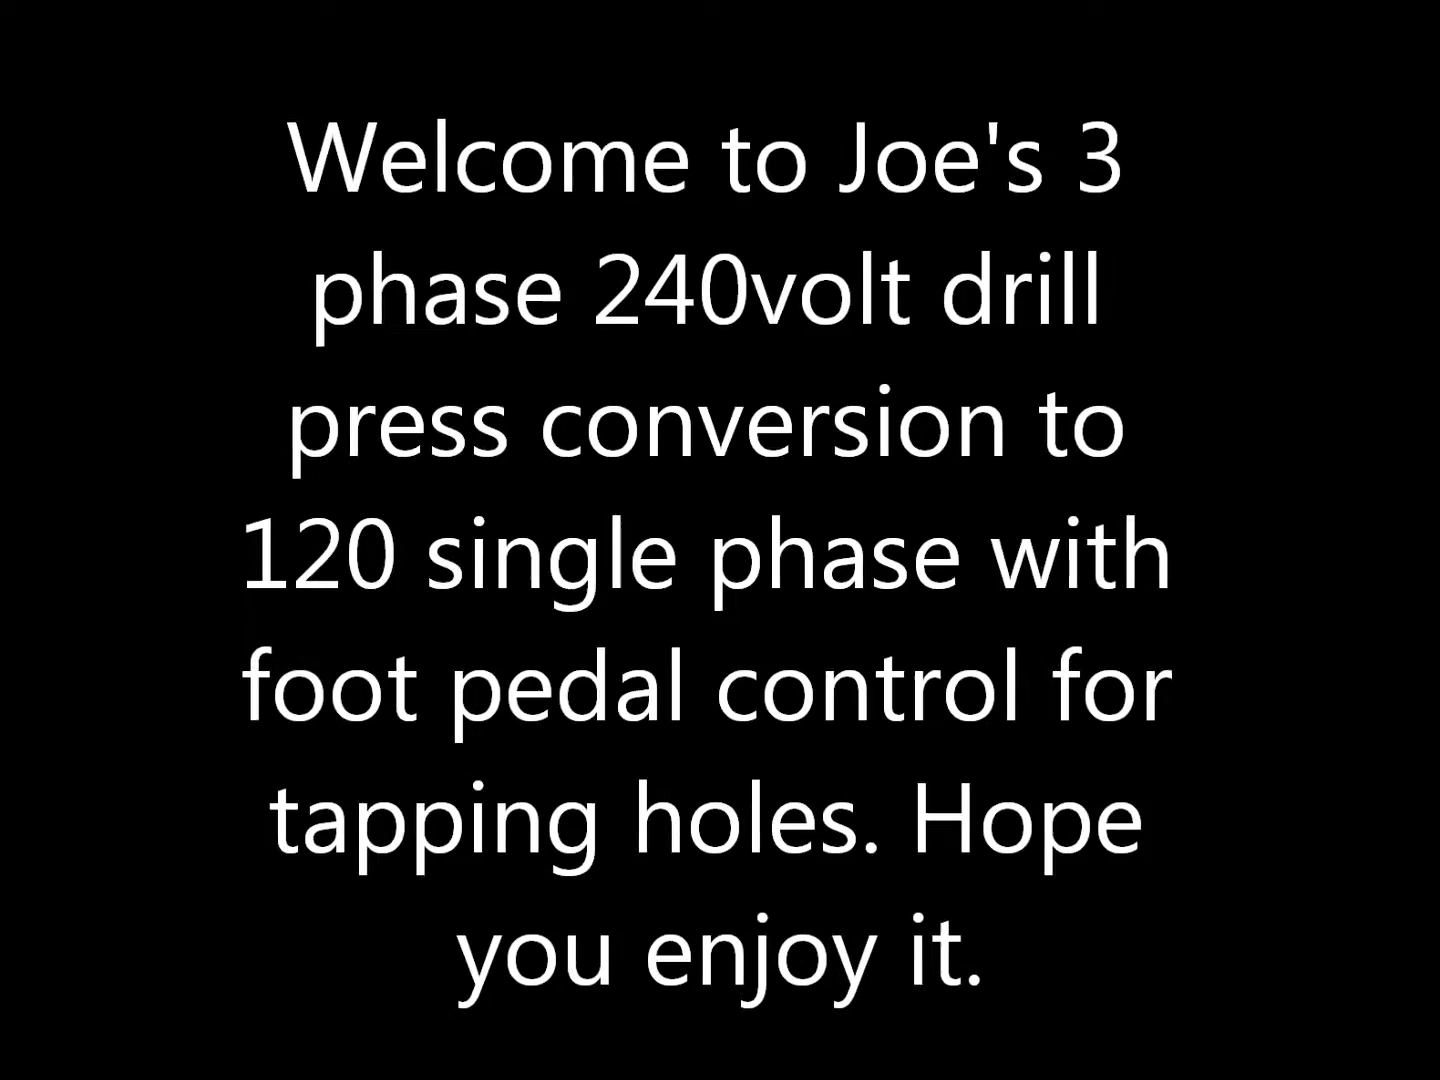 Welcome to Joe's 3
phase 240volt drill
press conversion to
120 single phase with
foot pedal control for
tapping holes. Hope
you enjoy it.